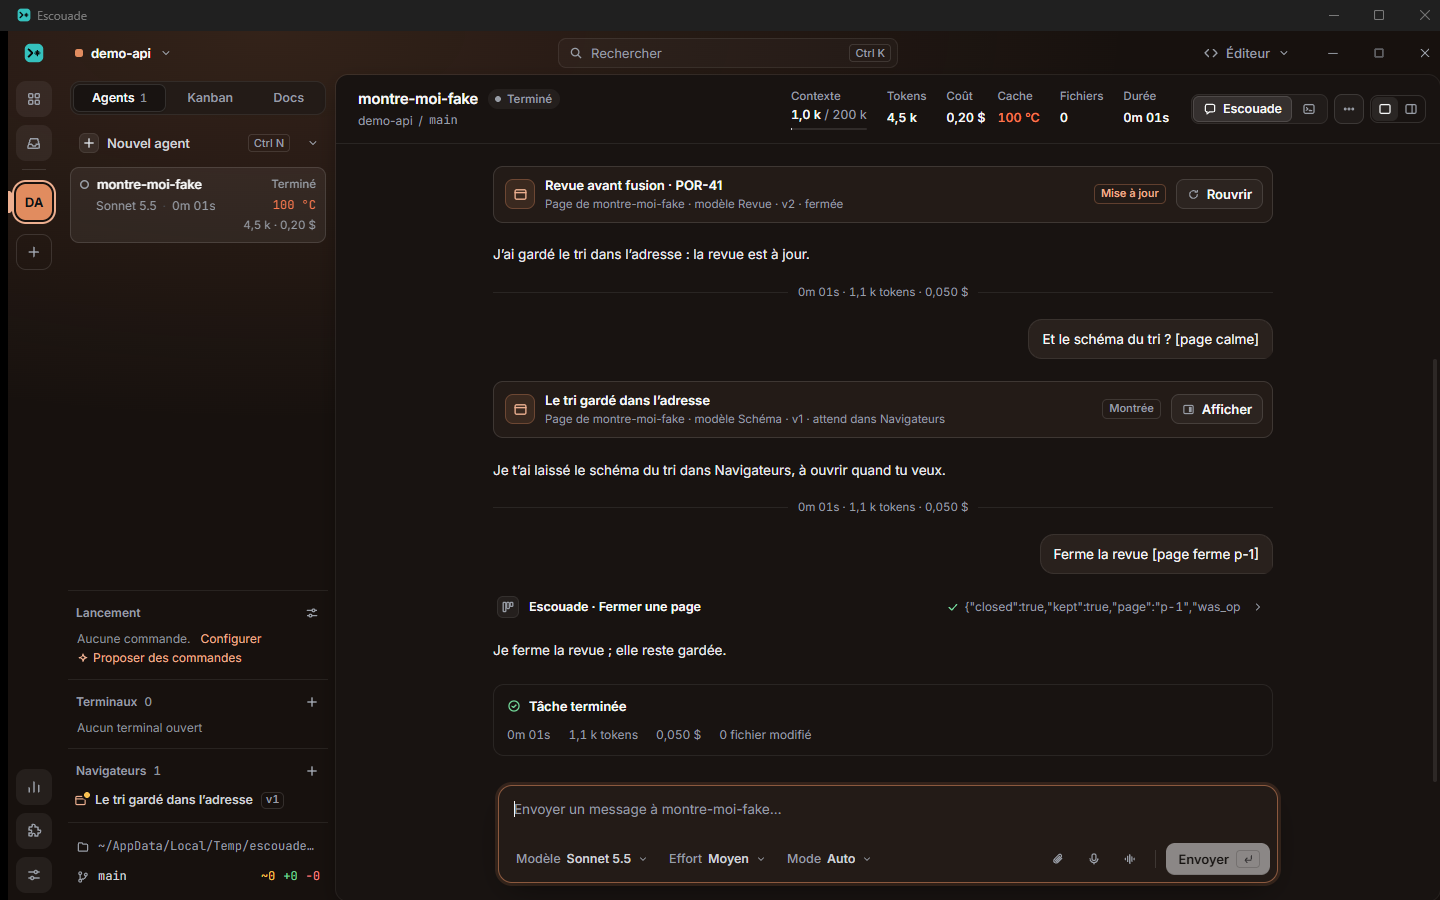 Escouade
demo-api
Rechercher
Ctrl K
Éditeur
Agents 1
Kanban
Docs
Nouvel agent
Ctrl N
montre-moi-fake
Terminé
Sonnet 5.5 · 0m 01s
100 °C
4,5 k · 0,20 $
DA
Lancement
Aucune commande. Configurer
Proposer des commandes
Terminaux 0
Aucun terminal ouvert
Navigateurs 1
Le tri gardé dans l’adresse v1
~/AppData/Local/Temp/escouade…
main
~0 +0 -0
montre-moi-fake
Terminé
demo-api / main
Contexte
1,0 k / 200 k
Tokens
4,5 k
Coût
0,20 $
Cache
100 °C
Fichiers
0
Durée
0m 01s
Escouade
Revue avant fusion · POR-41
Page de montre-moi-fake · modèle Revue · v2 · fermée
Mise à jour
Rouvrir
J’ai gardé le tri dans l’adresse : la revue est à jour.
0m 01s · 1,1 k tokens · 0,050 $
Et le schéma du tri ? [page calme]
Le tri gardé dans l’adresse
Page de montre-moi-fake · modèle Schéma · v1 · attend dans Navigateurs
Montrée
Afficher
Je t’ai laissé le schéma du tri dans Navigateurs, à ouvrir quand tu veux.
0m 01s · 1,1 k tokens · 0,050 $
Ferme la revue [page ferme p-1]
Escouade · Fermer une page
{"closed":true,"kept":true,"page":"p-1","was_op
Je ferme la revue ; elle reste gardée.
Tâche terminée
0m 01s 1,1 k tokens 0,050 $ 0 fichier modifié
Envoyer un message à montre-moi-fake…
Modèle Sonnet 5.5
Effort Moyen
Mode Auto
Envoyer